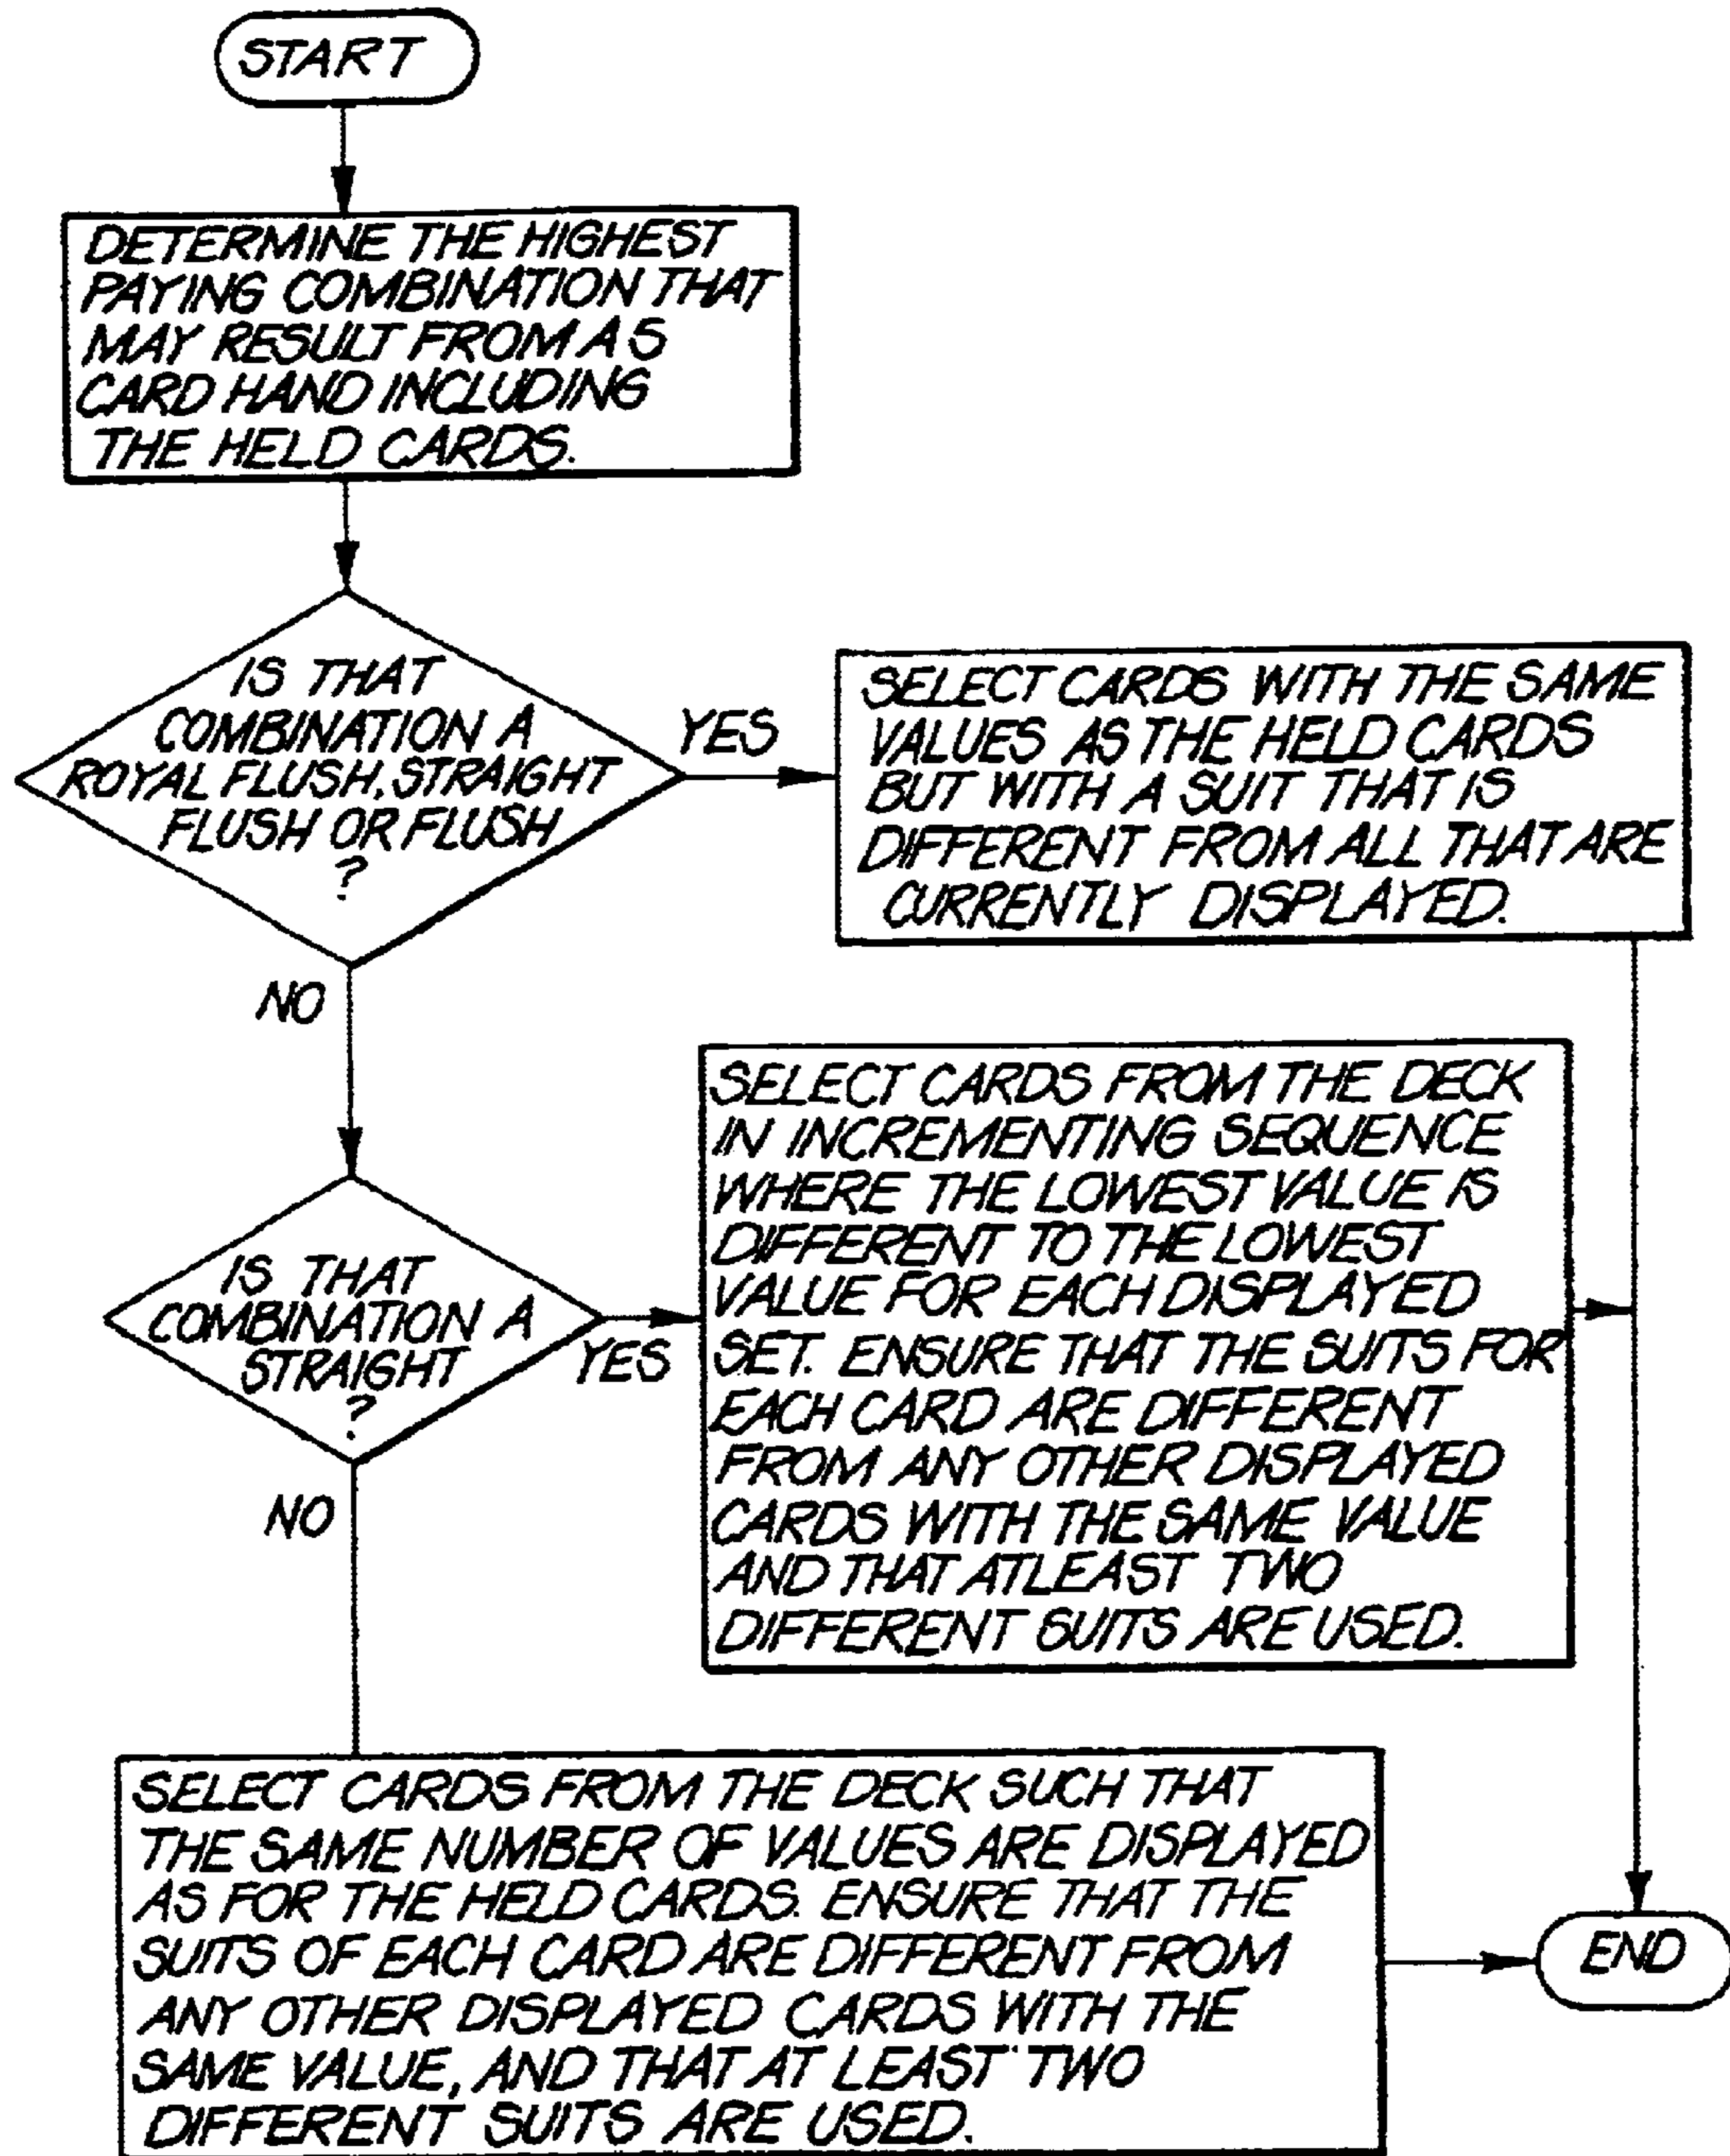 START
DETERMINE THE HIGHEST
PAYING COMBINATION THAT
MAY RESULT FROM A 5
CARD HAND INCLUDING
THE HELD CARDS.
IS THAT
COMBINATION A
ROYAL FLUSH, STRAIGHT
FLUSH OR FLUSH
?
YES
SELECT CARDS WITH THE SAME
VALUES AS THE HELD CARDS
BUT WITH A SUIT THAT IS
DIFFERENT FROM ALL THAT ARE
CURRENTLY DISPLAYED.
NO
IS THAT
COMBINATION A
STRAIGHT
?
YES
SELECT CARDS FROM THE DECK
IN INCREMENTING SEQUENCE
WHERE THE LOWEST VALUE IS
DIFFERENT TO THE LOWEST
VALUE FOR EACH DISPLAYED
SET. ENSURE THAT THE SUITS FOR
EACH CARD ARE DIFFERENT
FROM ANY OTHER DISPLAYED
CARDS WITH THE SAME VALUE
AND THAT ATLEAST TWO
DIFFERENT SUITS ARE USED.
NO
SELECT CARDS FROM THE DECK SUCH THAT
THE SAME NUMBER OF VALUES ARE DISPLAYED
AS FOR THE HELD CARDS. ENSURE THAT THE
SUITS OF EACH CARD ARE DIFFERENT FROM
ANY OTHER DISPLAYED CARDS WITH THE
SAME VALUE, AND THAT AT LEAST TWO
DIFFERENT SUITS ARE USED.
END